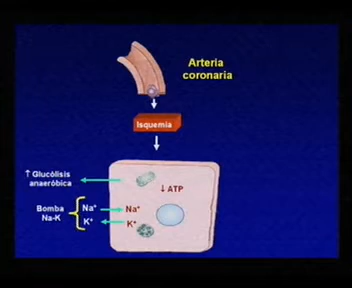 Arteria
coronaria
Isquemia
↑ Glucólisis
anaeróbica
↓ ATP
Bomba
Na-K
Na⁺
K⁺
Na⁺
K⁺